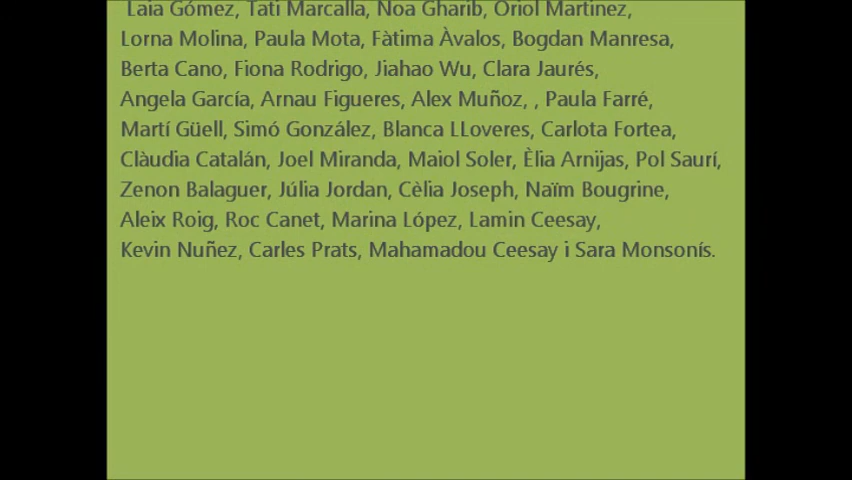 Laia Gómez, Tati Marcalla, Noa Gharib, Oriol Martinez,
Lorna Molina, Paula Mota, Fàtima Àvalos, Bogdan Manresa,
Berta Cano, Fiona Rodrigo, Jiahao Wu, Clara Jaurés,
Angela García, Arnau Figueres, Alex Muñoz, , Paula Farré,
Martí Güell, Simó González, Blanca LLoveres, Carlota Fortea,
Clàudia Catalán, Joel Miranda, Maiol Soler, Èlia Arnijas, Pol Saurí,
Zenon Balaguer, Júlia Jordan, Cèlia Joseph, Naïm Bougrine,
Aleix Roig, Roc Canet, Marina López, Lamin Ceesay,
Kevin Nuñez, Carles Prats, Mahamadou Ceesay i Sara Monsonís.